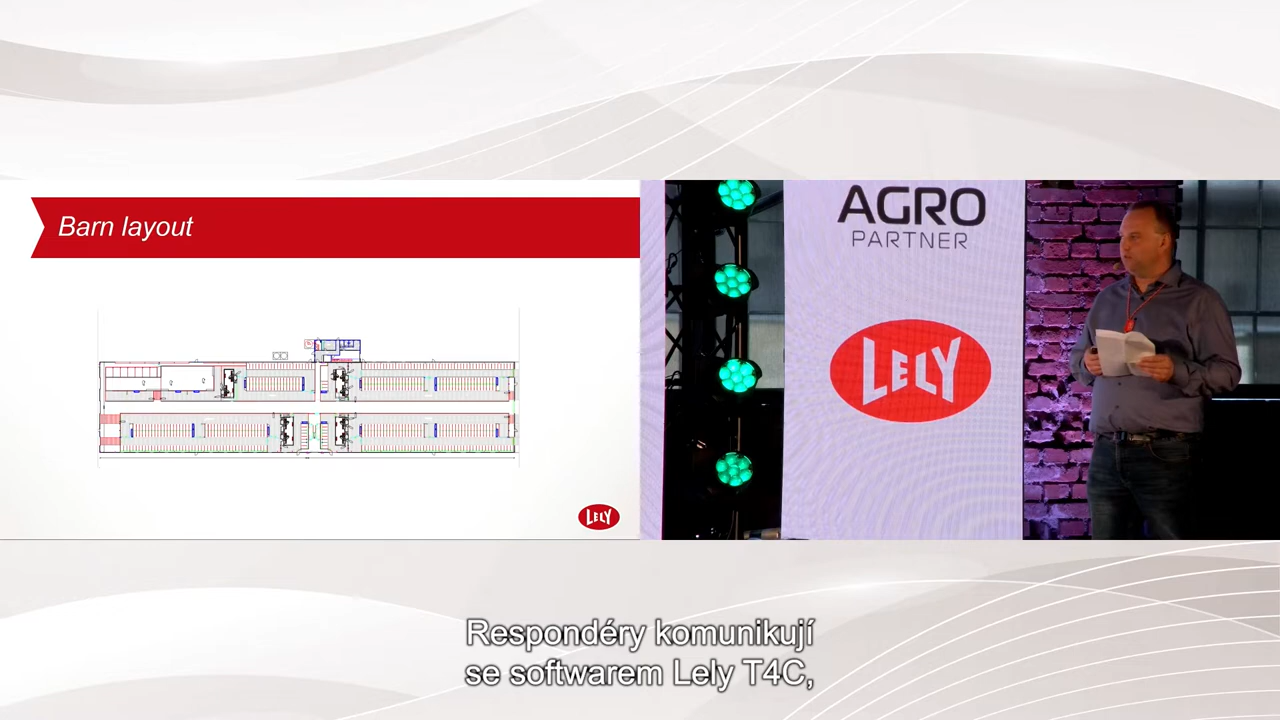 Barn layout
LELY
AGRO
PARTNER
LELY
Respondéry komunikují
se softwarem Lely T4C,